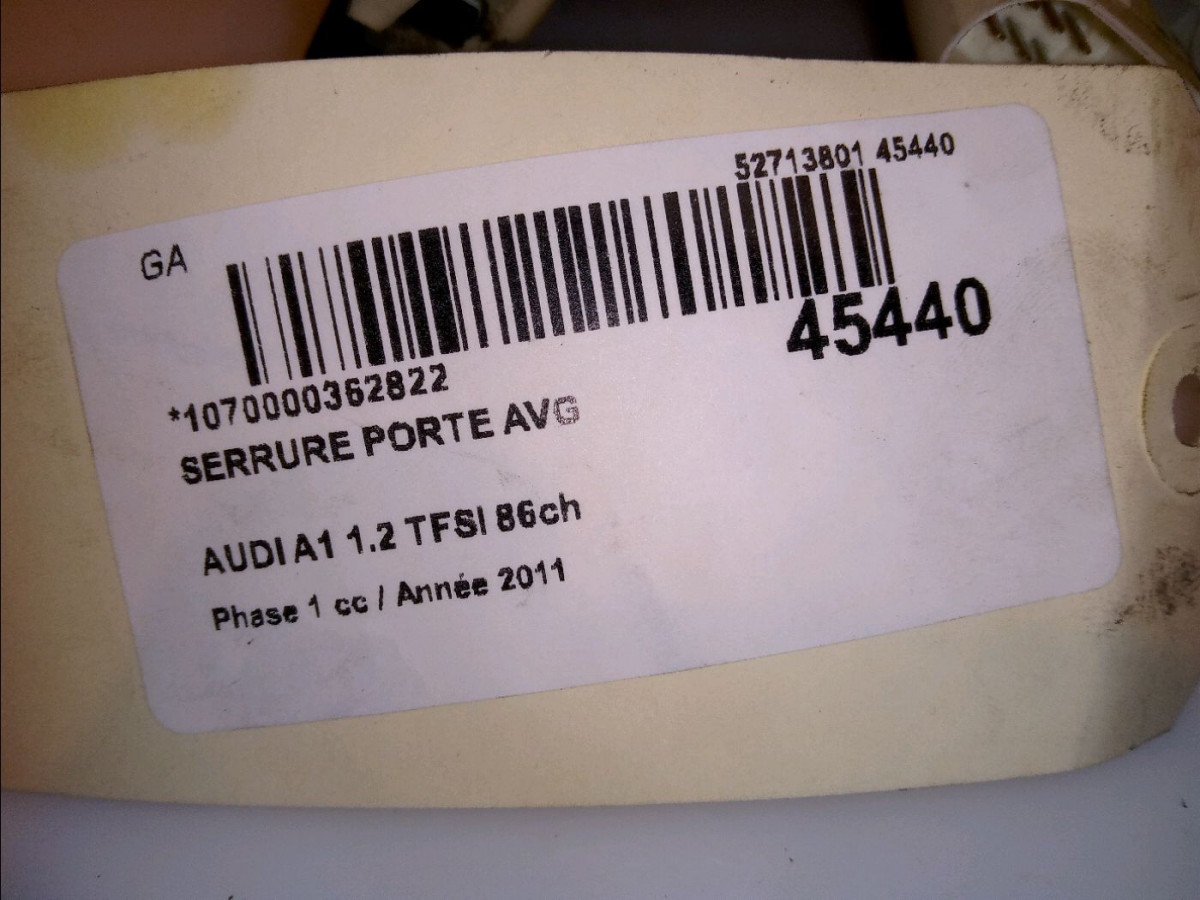 52713801 45440
GA
45440
*1070000362822
SERRURE PORTE AVG
AUDI A1 1.2 TFSI 86ch
Phase 1 cc / Année 2011